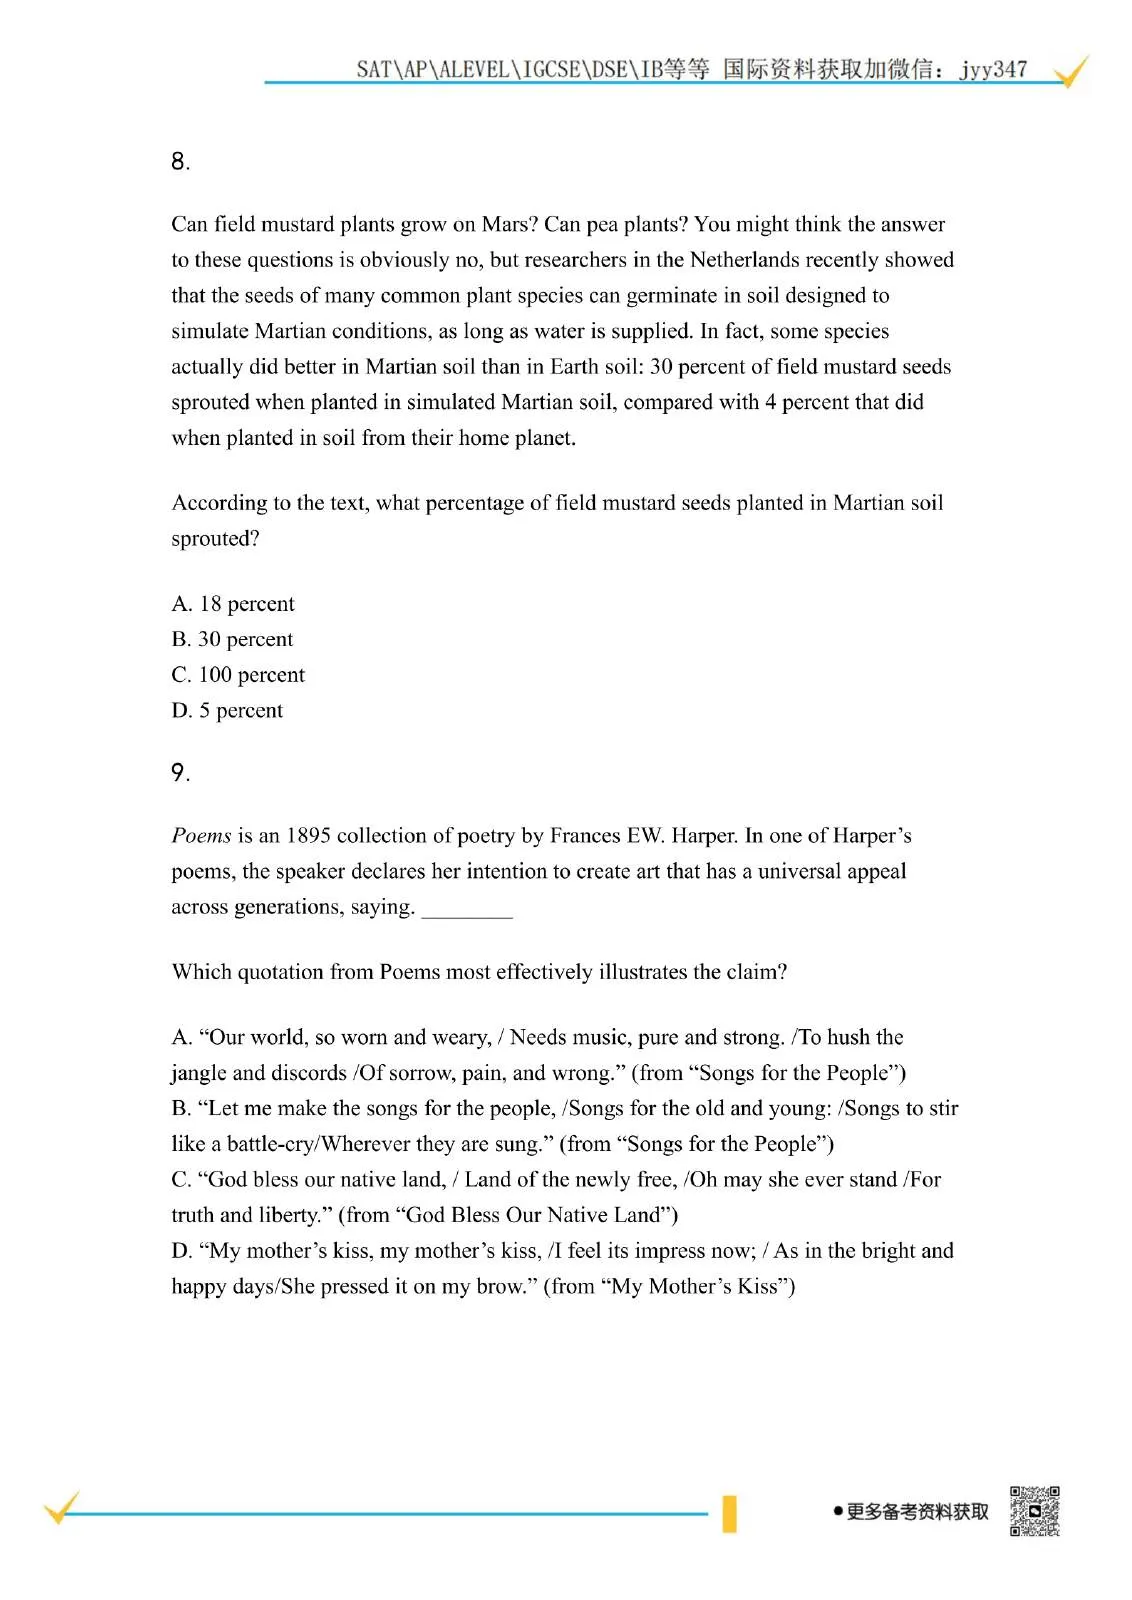 SAT\AP\ALEVEL\IGCSE\DSE\IB等等 国际资料获取加微信：jyy347
8.
Can field mustard plants grow on Mars? Can pea plants? You might think the answer
to these questions is obviously no, but researchers in the Netherlands recently showed
that the seeds of many common plant species can germinate in soil designed to
simulate Martian conditions, as long as water is supplied. In fact, some species
actually did better in Martian soil than in Earth soil: 30 percent of field mustard seeds
sprouted when planted in simulated Martian soil, compared with 4 percent that did
when planted in soil from their home planet.
According to the text, what percentage of field mustard seeds planted in Martian soil
sprouted?
A. 18 percent
B. 30 percent
C. 100 percent
D. 5 percent
9.
Poems is an 1895 collection of poetry by Frances EW. Harper. In one of Harper’s
poems, the speaker declares her intention to create art that has a universal appeal
across generations, saying. ________
Which quotation from Poems most effectively illustrates the claim?
A. “Our world, so worn and weary, / Needs music, pure and strong. /To hush the
jangle and discords /Of sorrow, pain, and wrong.” (from “Songs for the People”)
B. “Let me make the songs for the people, /Songs for the old and young: /Songs to stir
like a battle-cry/Wherever they are sung.” (from “Songs for the People”)
C. “God bless our native land, / Land of the newly free, /Oh may she ever stand /For
truth and liberty.” (from “God Bless Our Native Land”)
D. “My mother’s kiss, my mother’s kiss, /I feel its impress now; / As in the bright and
happy days/She pressed it on my brow.” (from “My Mother’s Kiss”)
●更多备考资料获取